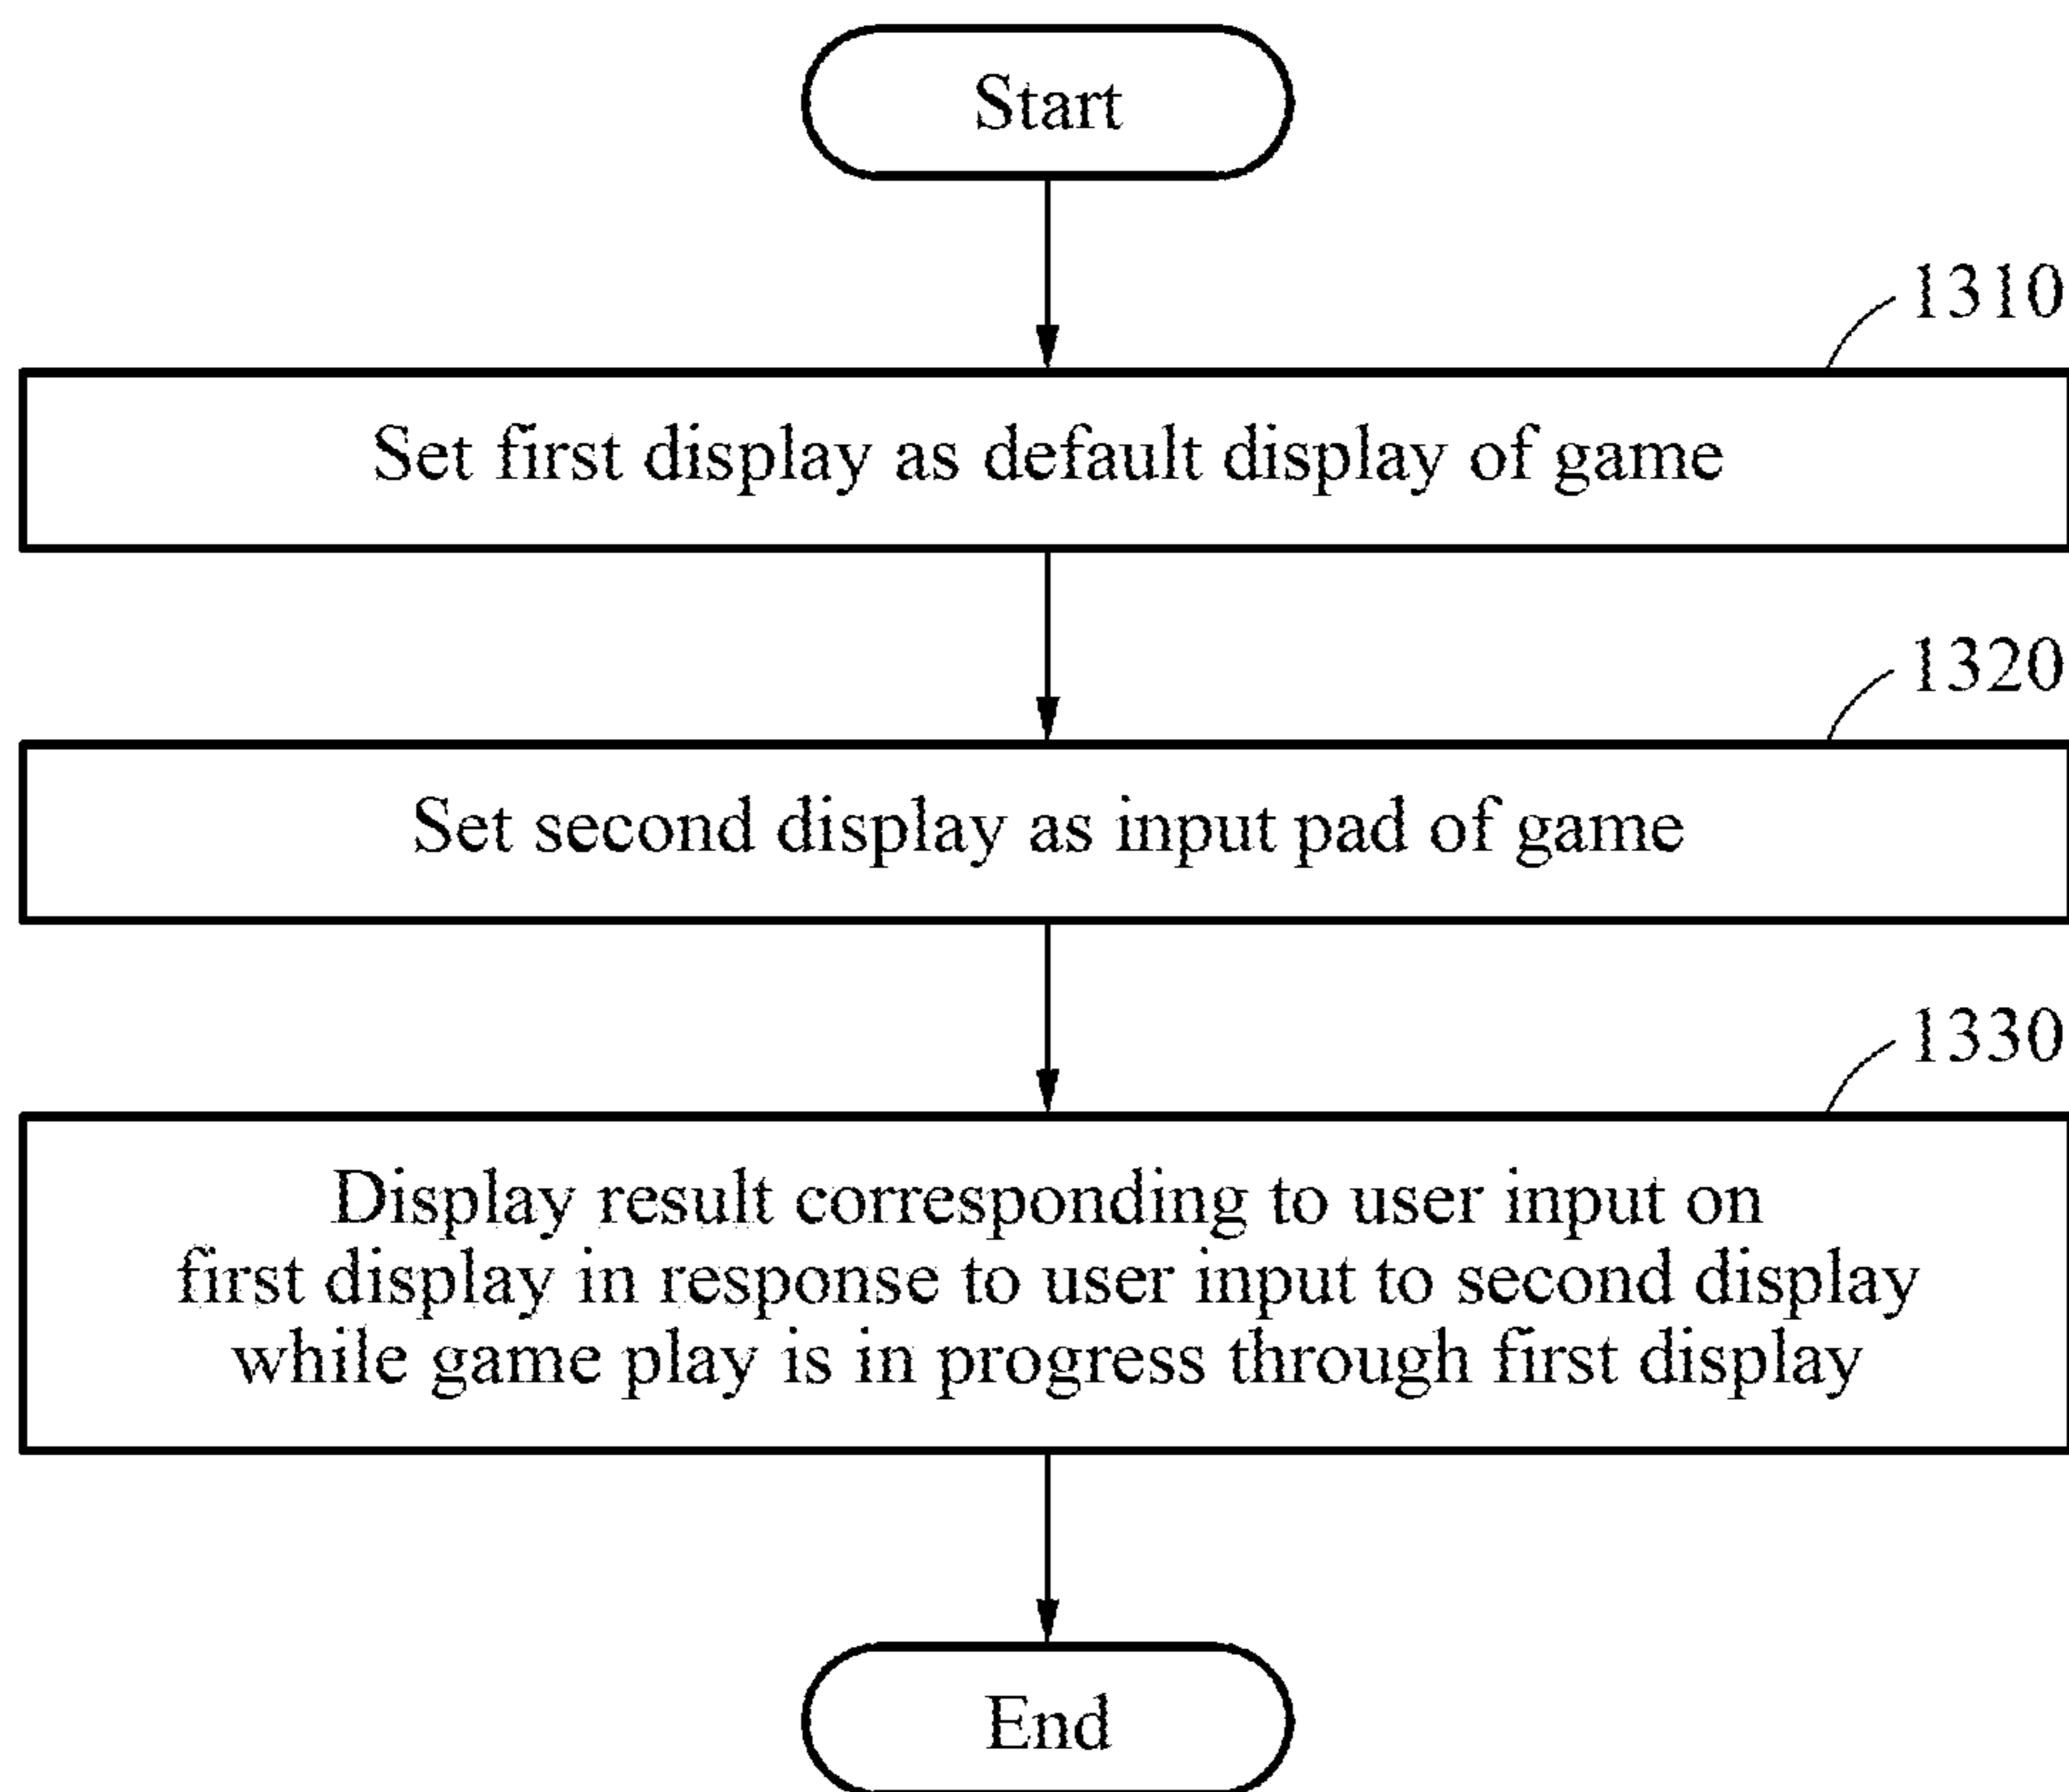 Start
1310
Set first display as default display of game
1320
Set second display as input pad of game
1330
Display result corresponding to user input on
first display in response to user input to second display
while game play is in progress through first display
End